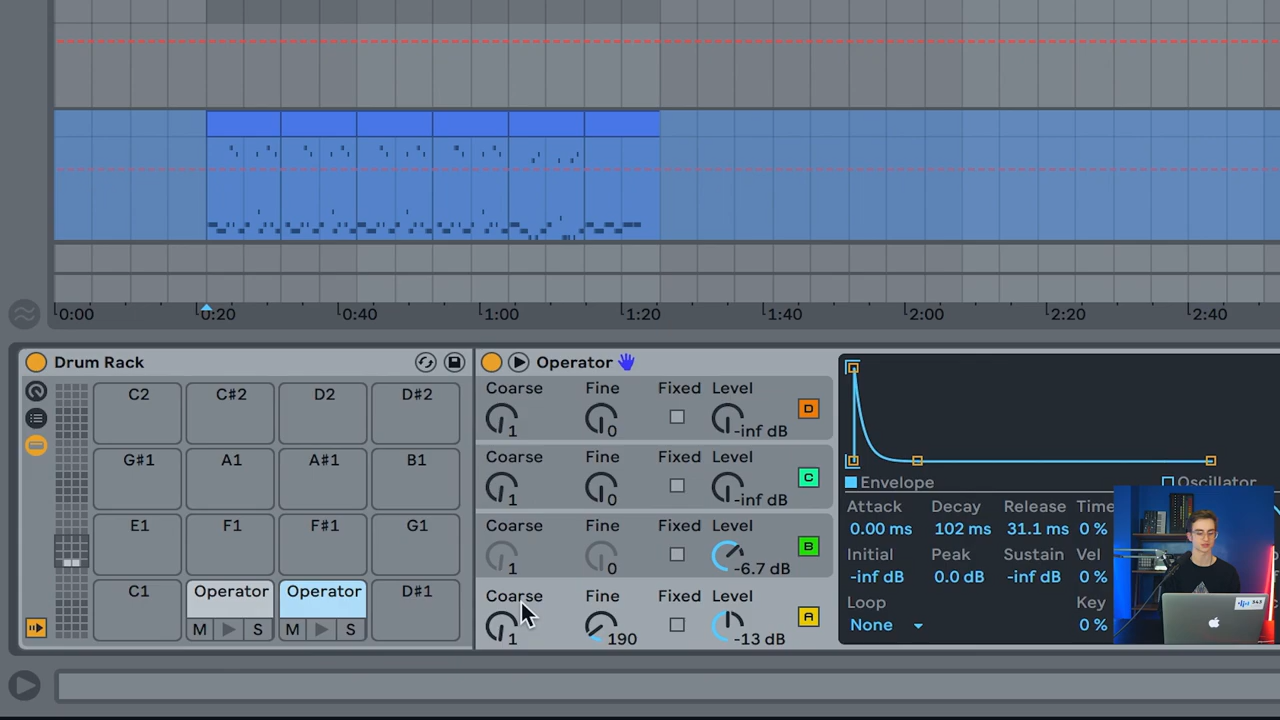 0:00 0:20 0:40 1:00 1:20 1:40 2:00 2:20 2:40
Drum Rack
C2 C#2 D2 D#2
G#1 A1 A#1 B1
E1 F1 F#1 G1
C1 Operator Operator D#1
M S M S
Operator
Coarse Fine Fixed Level
1 0 -inf dB D
Coarse Fine Fixed Level
1 0 -inf dB C
Coarse Fine Fixed Level
1 0 -6.7 dB B
Coarse Fine Fixed Level
1 190 -13 dB A
Envelope Oscillator
Attack Decay Release Time
0.00 ms 102 ms 31.1 ms 0 %
Initial Peak Sustain Vel
-inf dB 0.0 dB -inf dB 0 %
Loop Key
None 0 %